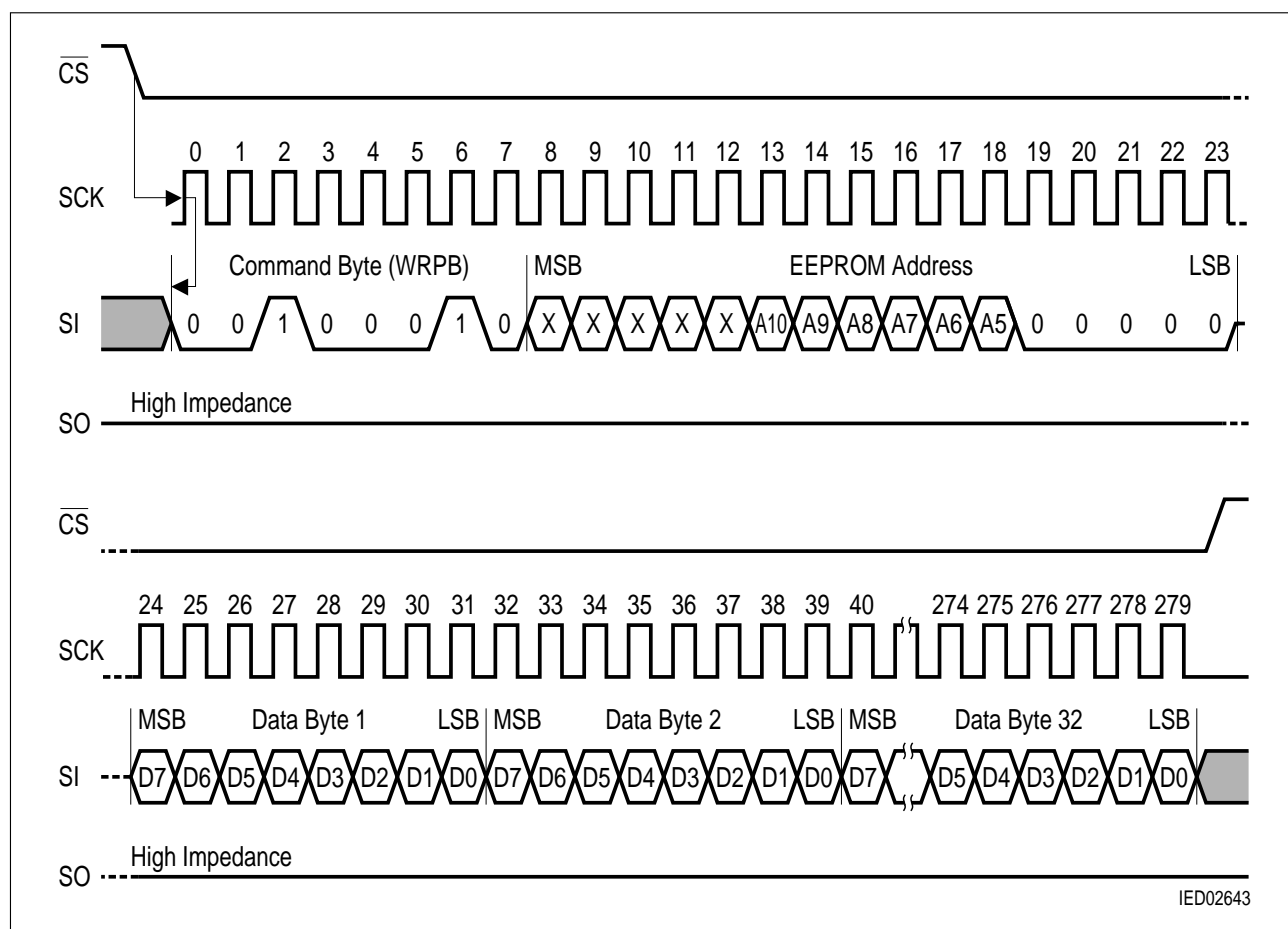 CS
0 1 2 3 4 5 6 7 8 9 10 11 12 13 14 15 16 17 18 19 20 21 22 23
SCK
Command Byte (WRPB) MSB EEPROM Address LSB
SI 0 0 1 0 0 0 1 0 X X X X X A10 A9 A8 A7 A6 A5 0 0 0 0 0
High Impedance
SO
CS
24 25 26 27 28 29 30 31 32 33 34 35 36 37 38 39 40 274 275 276 277 278 279
SCK
MSB Data Byte 1 LSB MSB Data Byte 2 LSB MSB Data Byte 32 LSB
SI D7 D6 D5 D4 D3 D2 D1 D0 D7 D6 D5 D4 D3 D2 D1 D0 D7 D5 D4 D3 D2 D1 D0
High Impedance
SO
IED02643